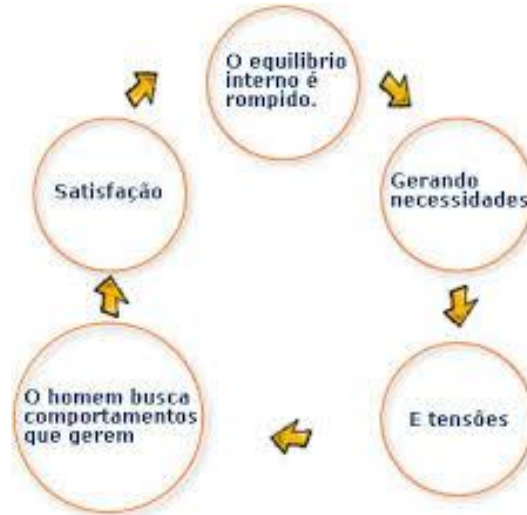 O equilibrio
interno é
rompido.
Gerando
necessidades
E tensões
O homem busca
comportamentos
que gerem
Satisfação